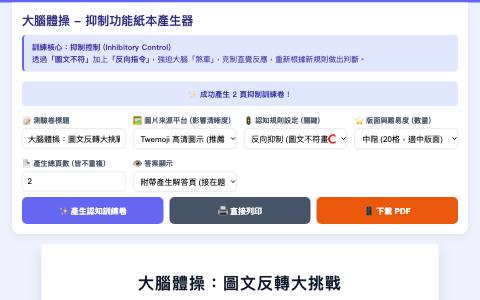 大腦體操 – 抑制功能紙本產生器
訓練核心：抑制控制 (Inhibitory Control)
透過「圖文不符」加上「反向指令」，強迫大腦「煞車」，克制直覺反應，重新根據新規則做出判斷。
✨ 成功產生 2 頁抑制訓練卷！
📝 測驗卷標題
🖼️ 圖片來源平台 (影響清晰度)
🚦 認知規則設定 (關鍵)
⭐ 版面與難易度 (數量)
大腦體操：圖文反轉大挑戰
Twemoji 高清圖示 (推薦
反向抑制 (圖文不符畫⭕
中階 (20格，適中版面)
📄 產生總頁數 (皆不重複)
👁️ 答案顯示
2
附帶產生解答頁 (接在題
✨ 產生認知訓練卷
🖨️ 直接列印
📱 下載 PDF
大腦體操：圖文反轉大挑戰